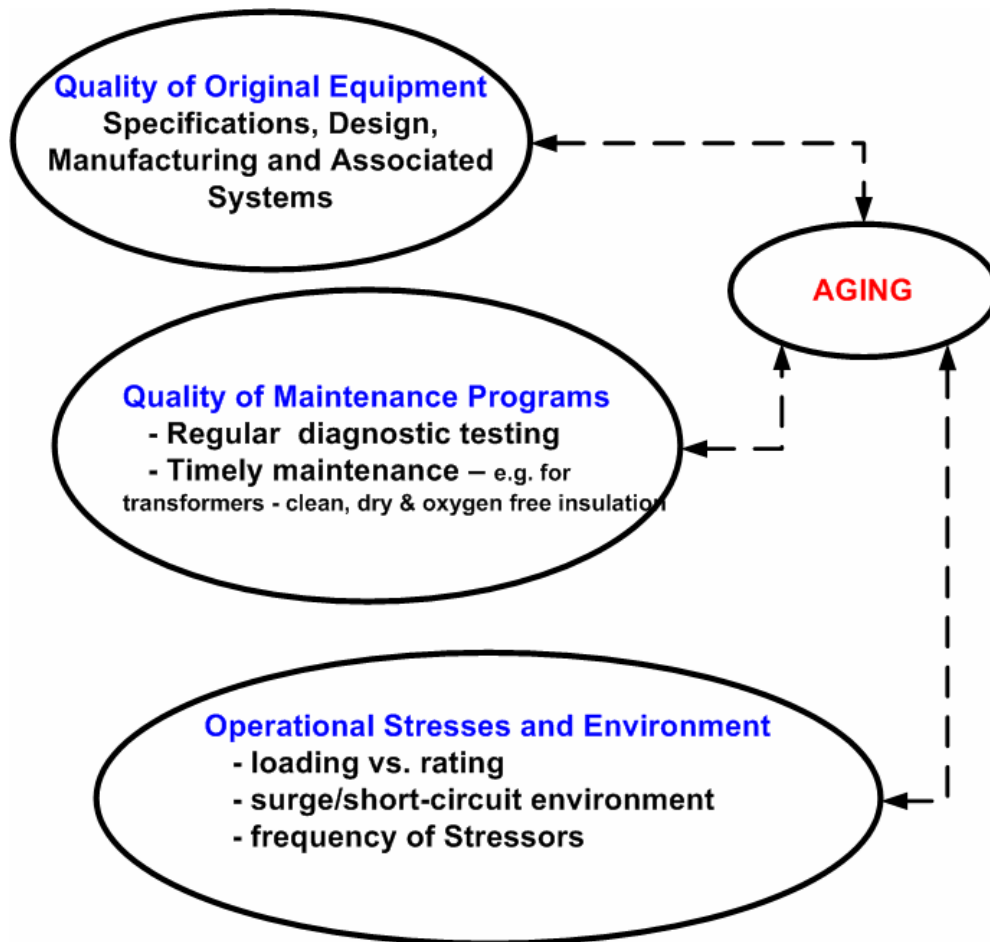 Quality of Original Equipment
Specifications, Design,
Manufacturing and Associated
Systems
AGING
Quality of Maintenance Programs
- Regular diagnostic testing
- Timely maintenance – e.g. for
transformers - clean, dry & oxygen free insulation
Operational Stresses and Environment
- loading vs. rating
- surge/short-circuit environment
- frequency of Stressors